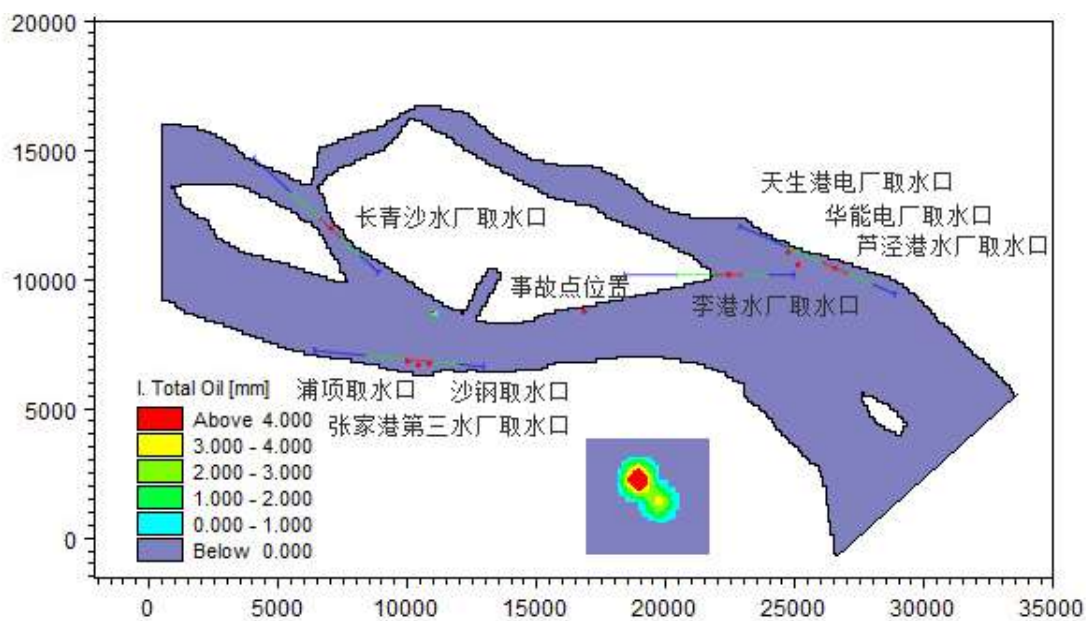 20000
15000
10000
5000
0
天生港电厂取水口
华能电厂取水口
芦泾港水厂取水口
长青沙水厂取水口
事故点位置
李港水厂取水口
浦项取水口
沙钢取水口
张家港第三水厂取水口
I. Total Oil [mm]
Above 4.000
3.000 - 4.000
2.000 - 3.000
1.000 - 2.000
0.000 - 1.000
Below 0.000
0 5000 10000 15000 20000 25000 30000 35000